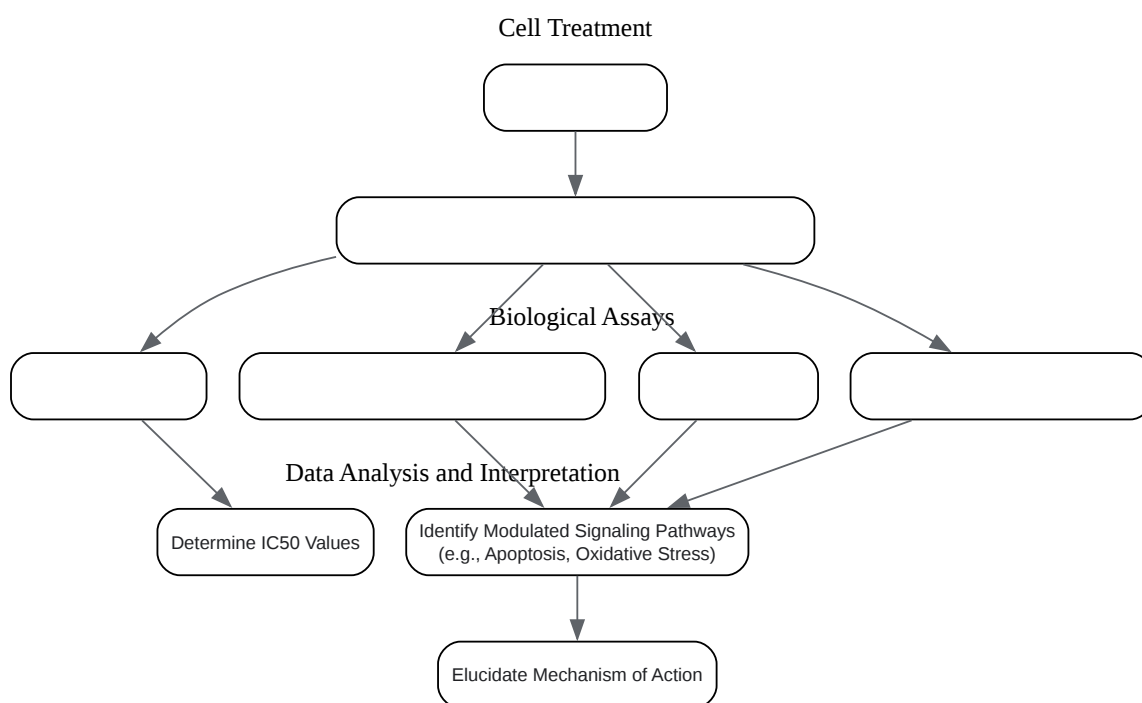 Cell Treatment
Biological Assays
Data Analysis and Interpretation
Determine IC50 Values
Identify Modulated Signaling Pathways
(e.g., Apoptosis, Oxidative Stress)
Elucidate Mechanism of Action